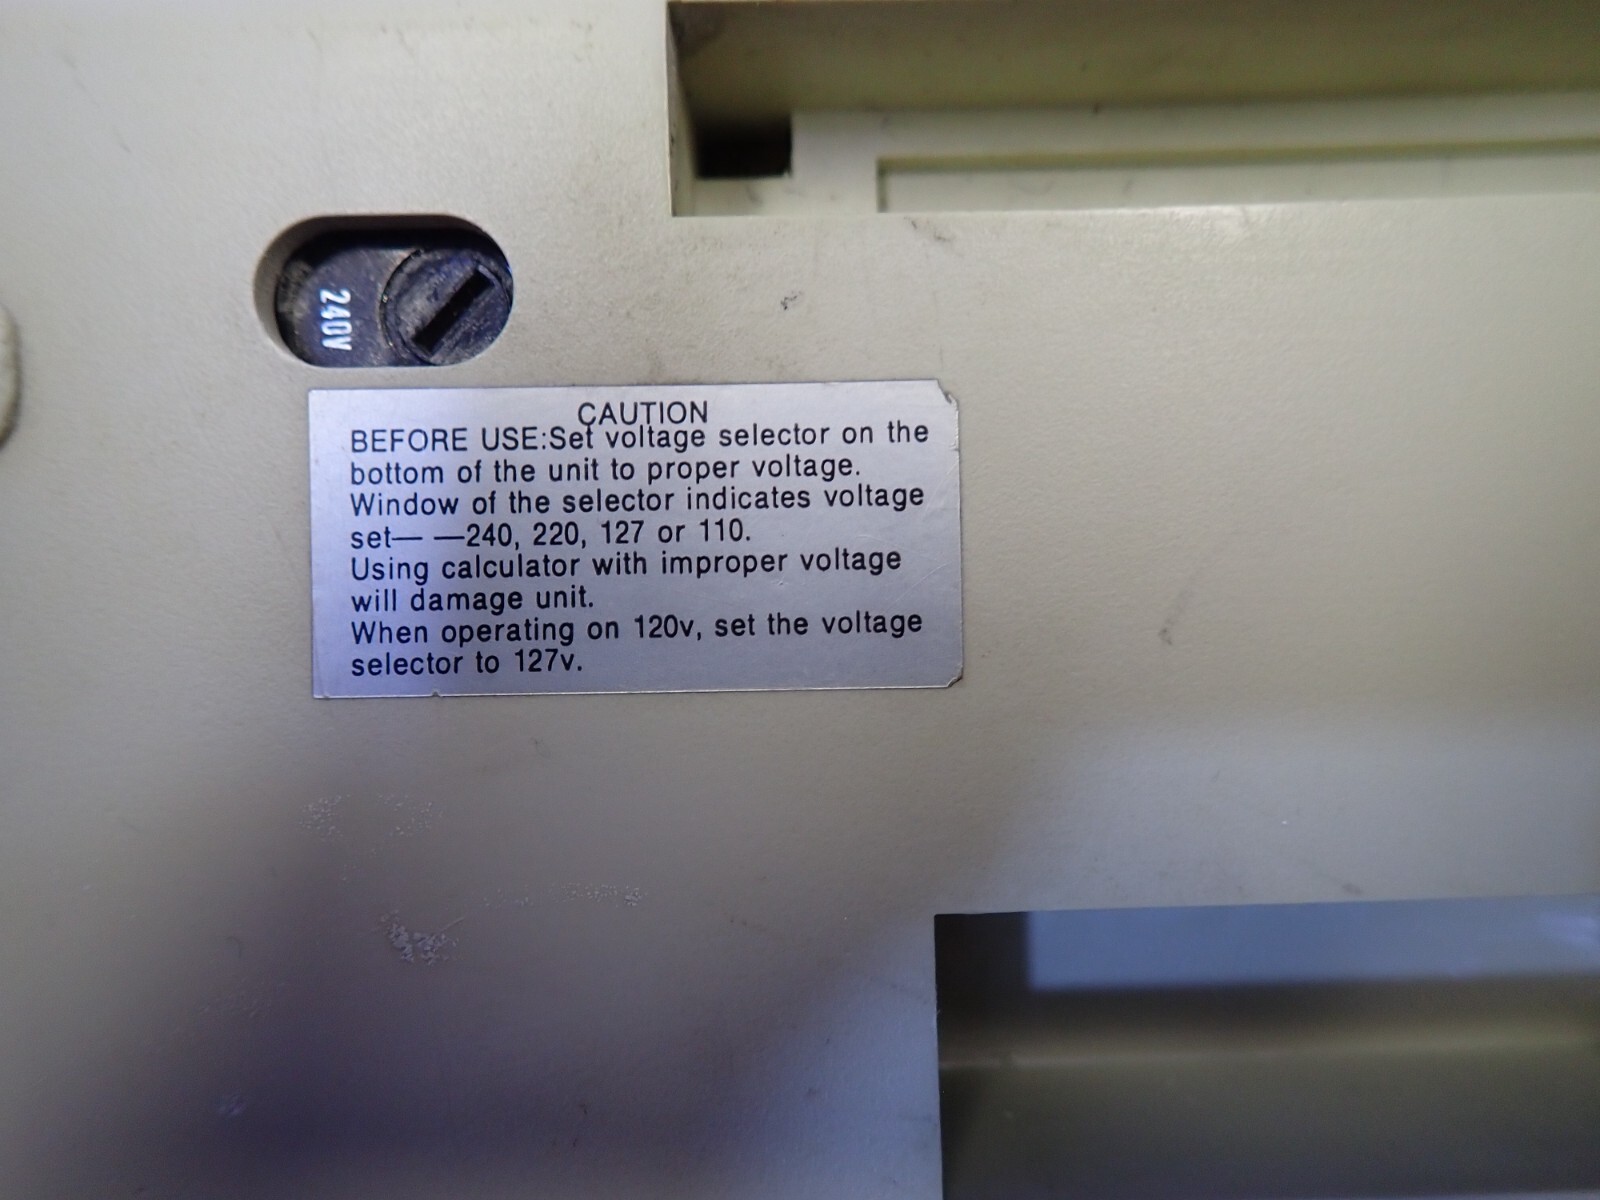 240V
CAUTION
BEFORE USE:Set voltage selector on the
bottom of the unit to proper voltage.
Window of the selector indicates voltage
set— —240, 220, 127 or 110.
Using calculator with improper voltage
will damage unit.
When operating on 120v, set the voltage
selector to 127v.